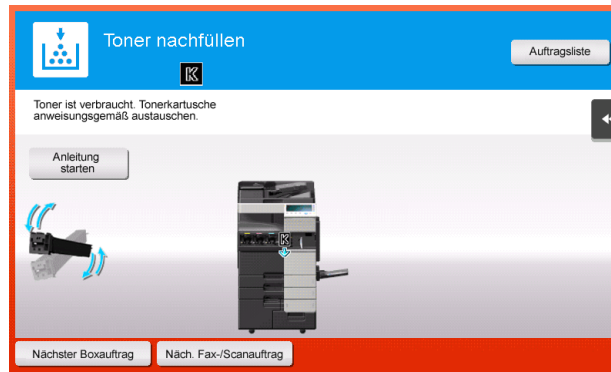 Toner nachfüllen
K
Auftragsliste
Toner ist verbraucht. Tonerkartusche
anweisungsgemäß austauschen.
Anleitung
starten
K
Nächster Boxauftrag
Näch. Fax-/Scanauftrag